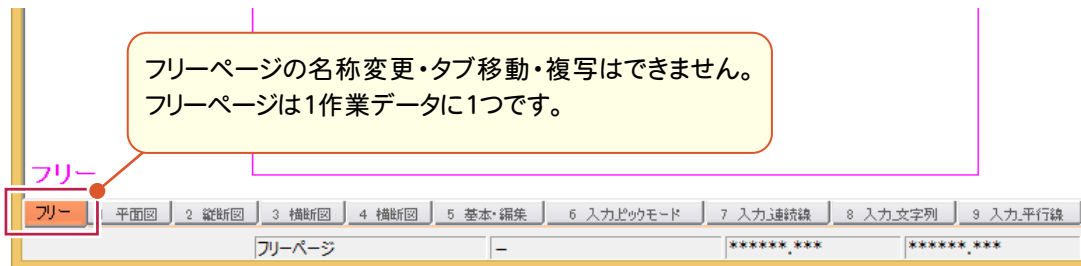 フリーページの名称変更・タブ移動・複写はできません。
フリーページは1作業データに1つです。
フリー
フリー 1 平面図 2 縦断図 3 横断図 4 横断図 5 基本・編集 6 入力_ピックモード 7 入力_連続線 8 入力_文字列 9 入力_平行線
フリーページ − ******.*** ******.***